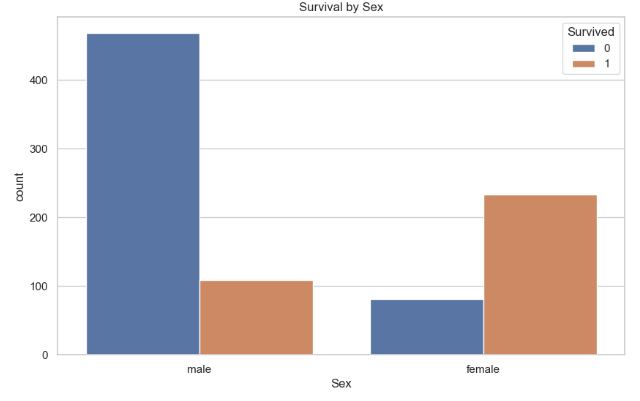 Survival by Sex
Survived
0
1
400
300
200
100
0
count
male female
Sex